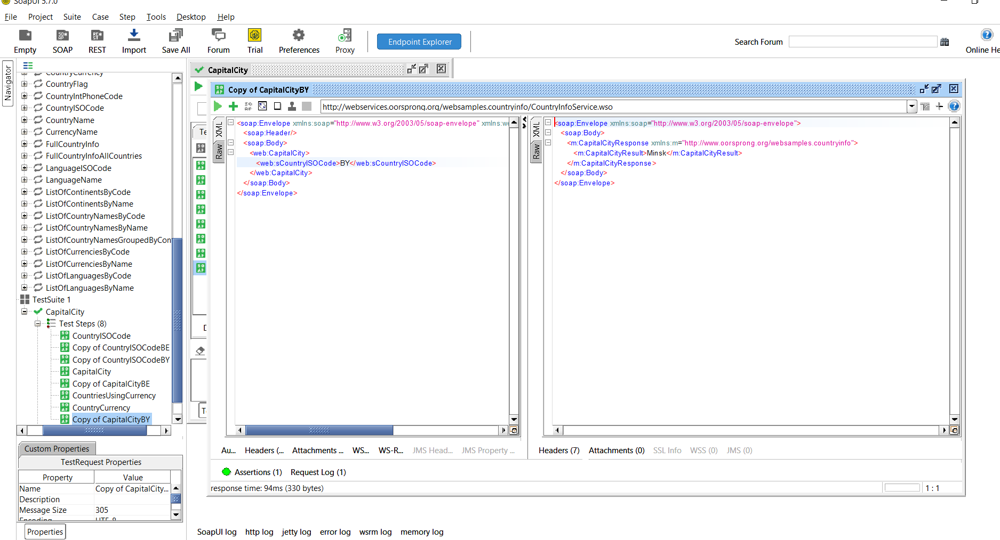 SoapUI 5.7.0
File Project Suite Case Step Tools Desktop Help
Empty SOAP REST Import Save All Forum Trial Preferences Proxy Endpoint Explorer Search Forum Online He
Navigator
CountryCurrency
CountryFlag
CountryIntPhoneCode
CountryISOCode
CountryName
CurrencyName
FullCountryInfo
FullCountryInfoAllCountries
LanguageISOCode
LanguageName
ListOfContinentsByCode
ListOfContinentsByName
ListOfCountryNamesByCode
ListOfCountryNamesByName
ListOfCountryNamesGroupedByCon
ListOfCurrenciesByCode
ListOfCurrenciesByName
ListOfLanguagesByCode
ListOfLanguagesByName
TestSuite 1
CapitalCity
Test Steps (8)
CountryISOCode
Copy of CountryISOCodeBE
Copy of CountryISOCodeBY
CapitalCity
Copy of CapitalCityBE
CountriesUsingCurrency
CountryCurrency
Copy of CapitalCityBY
Custom Properties
TestRequest Properties
Property Value
Name Copy of CapitalCity...
Description
Message Size 305
Encoding UTF-8
Properties
CapitalCity
Te
D
T
Copy of CapitalCityBY
http://webservices.oorsprong.org/websamples.countryinfo/CountryInfoService.wso
XML
Raw
<soap:Envelope xmlns:soap="http://www.w3.org/2003/05/soap-envelope" xmlns:we
<soap:Header/>
<soap:Body>
<web:CapitalCity>
<web:sCountryISOCode>BY</web:sCountryISOCode>
</web:CapitalCity>
</soap:Body>
</soap:Envelope>
XML
Raw
<soap:Envelope xmlns:soap="http://www.w3.org/2003/05/soap-envelope">
<soap:Body>
<m:CapitalCityResponse xmlns:m="http://www.oorsprong.org/websamples.countryinfo">
<m:CapitalCityResult>Minsk</m:CapitalCityResult>
</m:CapitalCityResponse>
</soap:Body>
</soap:Envelope>
Au... Headers (... Attachments ... WS... WS-R... JMS Head... JMS Property ...
Headers (7) Attachments (0) SSL Info WSS (0) JMS (0)
Assertions (1) Request Log (1)
response time: 94ms (330 bytes)
1 : 1
SoapUI log http log jetty log error log wsrm log memory log